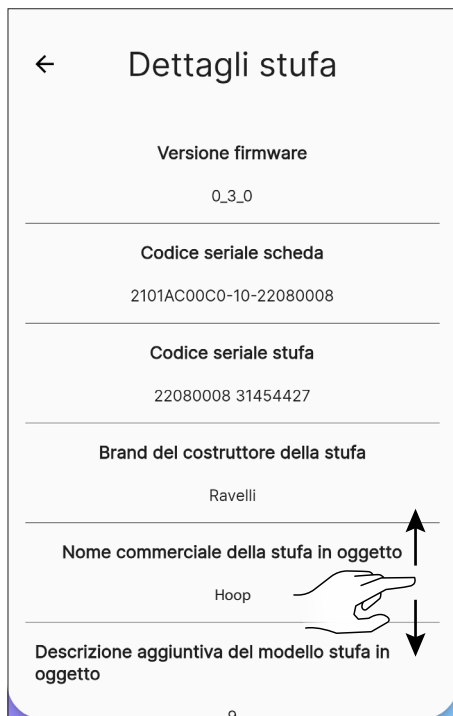 Dettagli stufa
Versione firmware
0_3_0
Codice seriale scheda
2101AC00C0-10-22080008
Codice seriale stufa
22080008 31454427
Brand del costruttore della stufa
Ravelli
Nome commerciale della stufa in oggetto
Hoop
Descrizione aggiuntiva del modello stufa in
oggetto